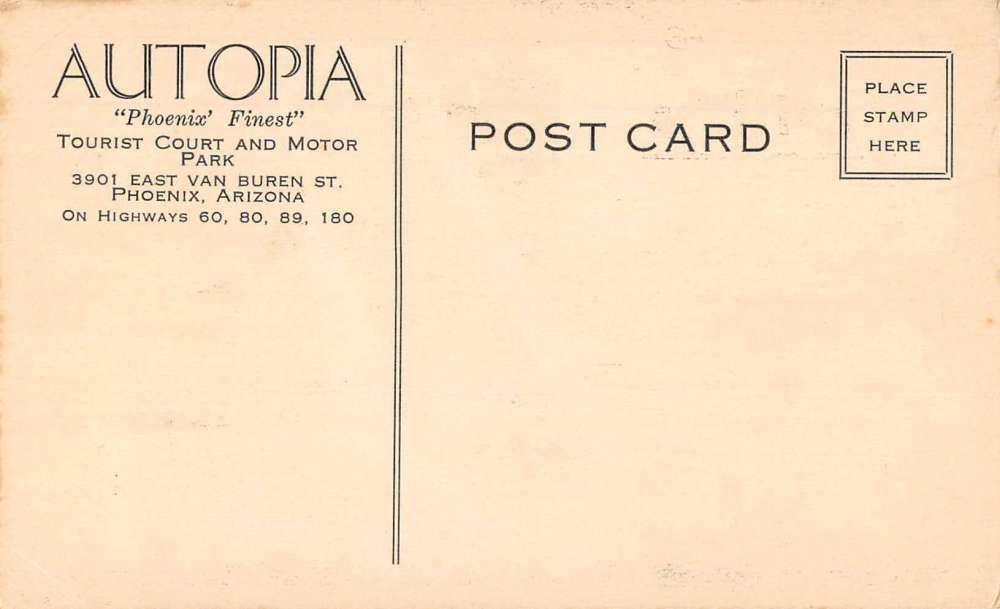 AUTOPIA
"Phoenix' Finest"
TOURIST COURT AND MOTOR
PARK
3901 EAST VAN BUREN ST.
PHOENIX, ARIZONA
ON HIGHWAYS 60, 80, 89, 180
POST CARD
PLACE
STAMP
HERE